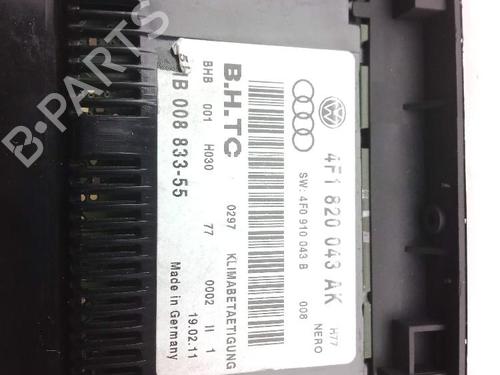 4F1 820 043 AK H77
SW: 4F0 910 043 B 008 NERO
B.H.TC 0297 KLIMABETAETIGUNG
BHB 001 H030 77 0002 II 1
5HB 008 833-55 Made in Germany 19.02.11
B-PARTS